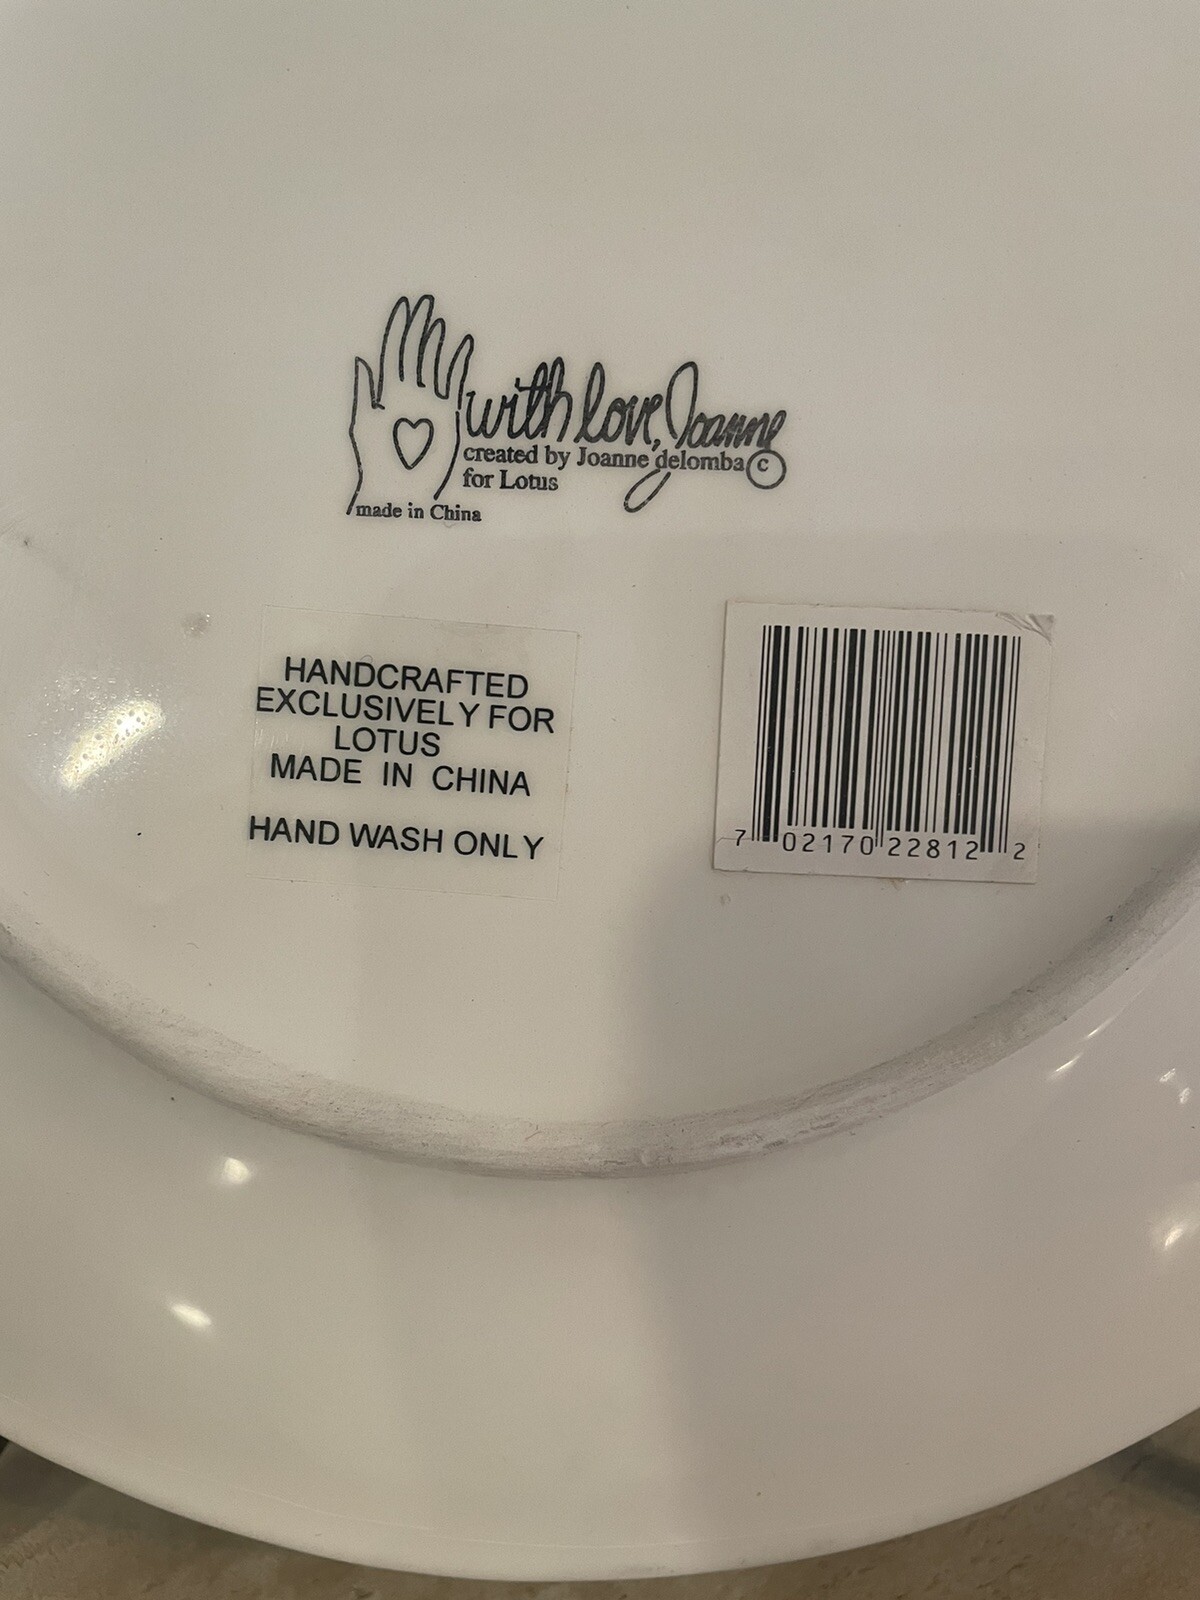 with love, Joanne
created by Joanne delomba ©
for Lotus
made in China
HANDCRAFTED
EXCLUSIVELY FOR
LOTUS
MADE IN CHINA
HAND WASH ONLY
7 02170 22812 2